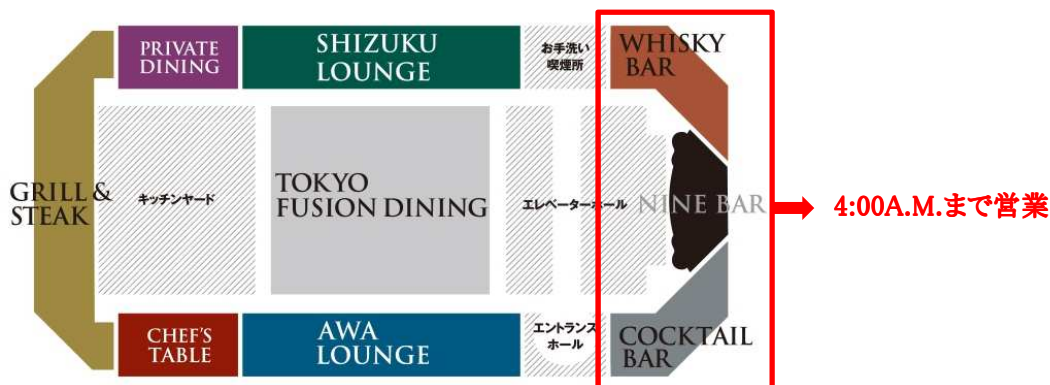 PRIVATE
DINING
SHIZUKU
LOUNGE
お手洗い
喫煙所
WHISKY
BAR
GRILL &
STEAK
キッチンヤード
TOKYO
FUSION DINING
エレベーターホール
NINE BAR
4:00A.M.まで営業
CHEF'S
TABLE
AWA
LOUNGE
エントランス
ホール
COCKTAIL
BAR